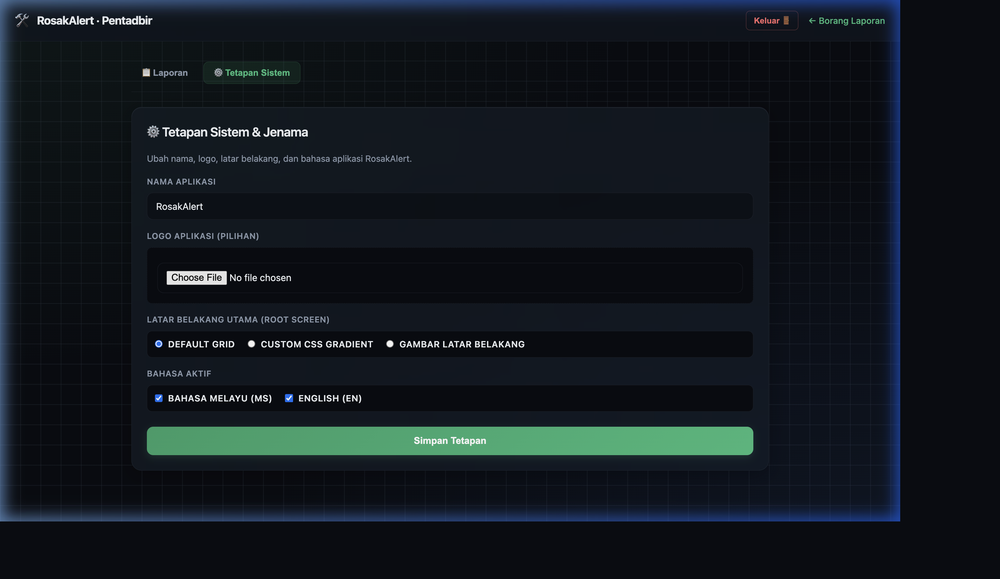 RosakAlert · Pentadbir
Keluar
← Borang Laporan
Laporan
Tetapan Sistem
Tetapan Sistem & Jenama
Ubah nama, logo, latar belakang, dan bahasa aplikasi RosakAlert.
NAMA APLIKASI
RosakAlert
LOGO APLIKASI (PILIHAN)
Choose File No file chosen
LATAR BELAKANG UTAMA (ROOT SCREEN)
DEFAULT GRID CUSTOM CSS GRADIENT GAMBAR LATAR BELAKANG
BAHASA AKTIF
BAHASA MELAYU (MS) ENGLISH (EN)
Simpan Tetapan